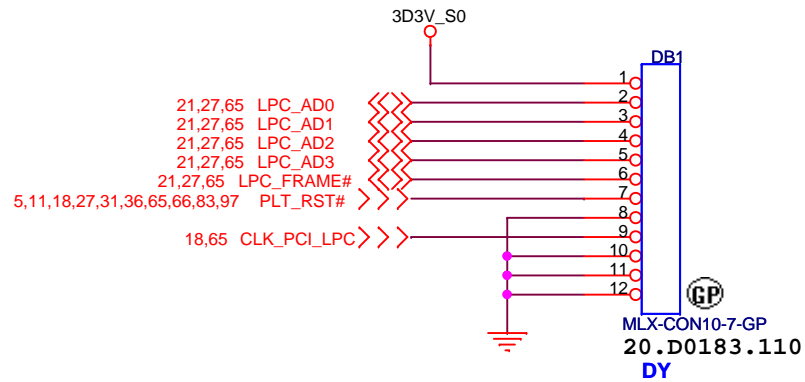 3D3V_S0
DB1
1
21,27,65 LPC_AD0 2
21,27,65 LPC_AD1 3
21,27,65 LPC_AD2 4
21,27,65 LPC_AD3 5
21,27,65 LPC_FRAME# 6
5,11,18,27,31,36,65,66,83,97 PLT_RST# 7
8
18,65 CLK_PCI_LPC 9
10
11
12
GP
MLX-CON10-7-GP
20.D0183.110
DY